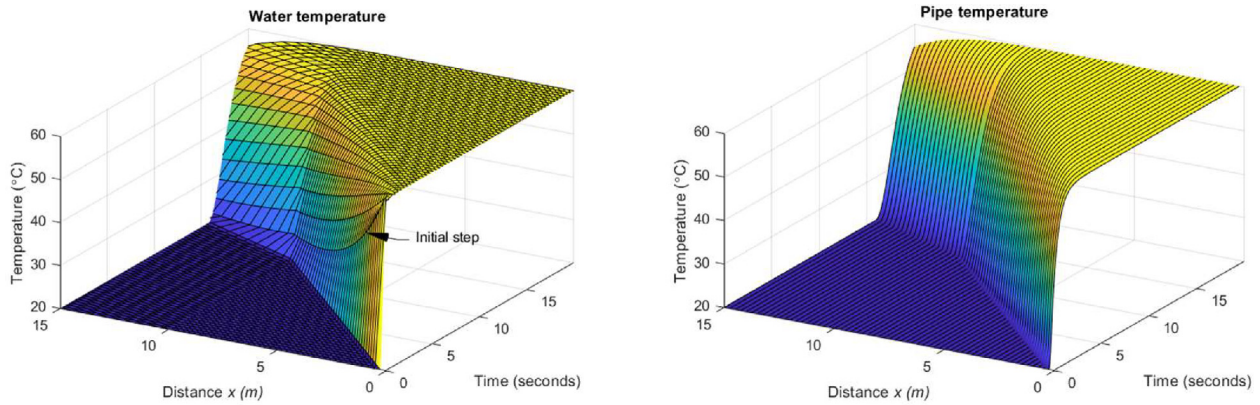 Water temperature
60
50
40
30
20
Temperature (°C)
15
10
5
0
Distance x (m)
0
5
10
15
Time (seconds)
Initial step
Pipe temperature
60
50
40
30
20
Temperature (°C)
15
10
5
0
Distance x (m)
0
5
10
15
Time (seconds)